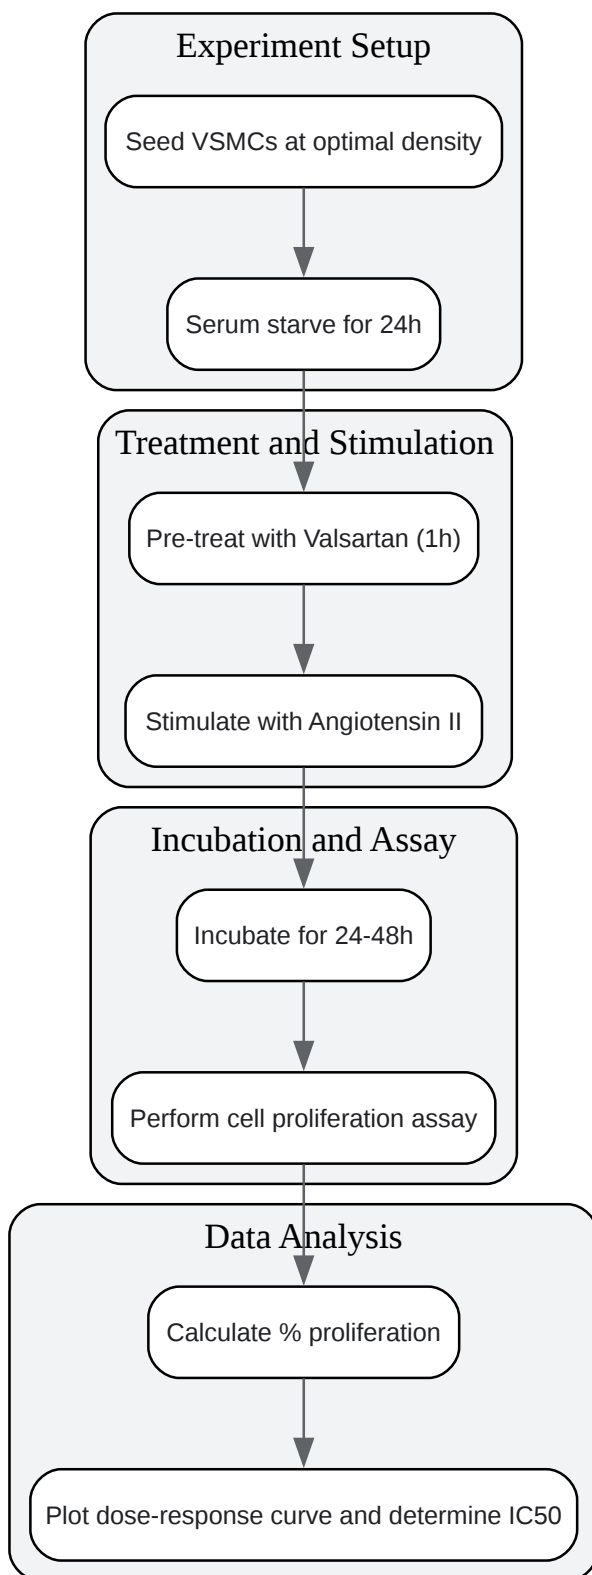 Experiment Setup
Seed VSMCs at optimal density
Serum starve for 24h
Treatment and Stimulation
Pre-treat with Valsartan (1h)
Stimulate with Angiotensin II
Incubation and Assay
Incubate for 24-48h
Perform cell proliferation assay
Data Analysis
Calculate % proliferation
Plot dose-response curve and determine IC50